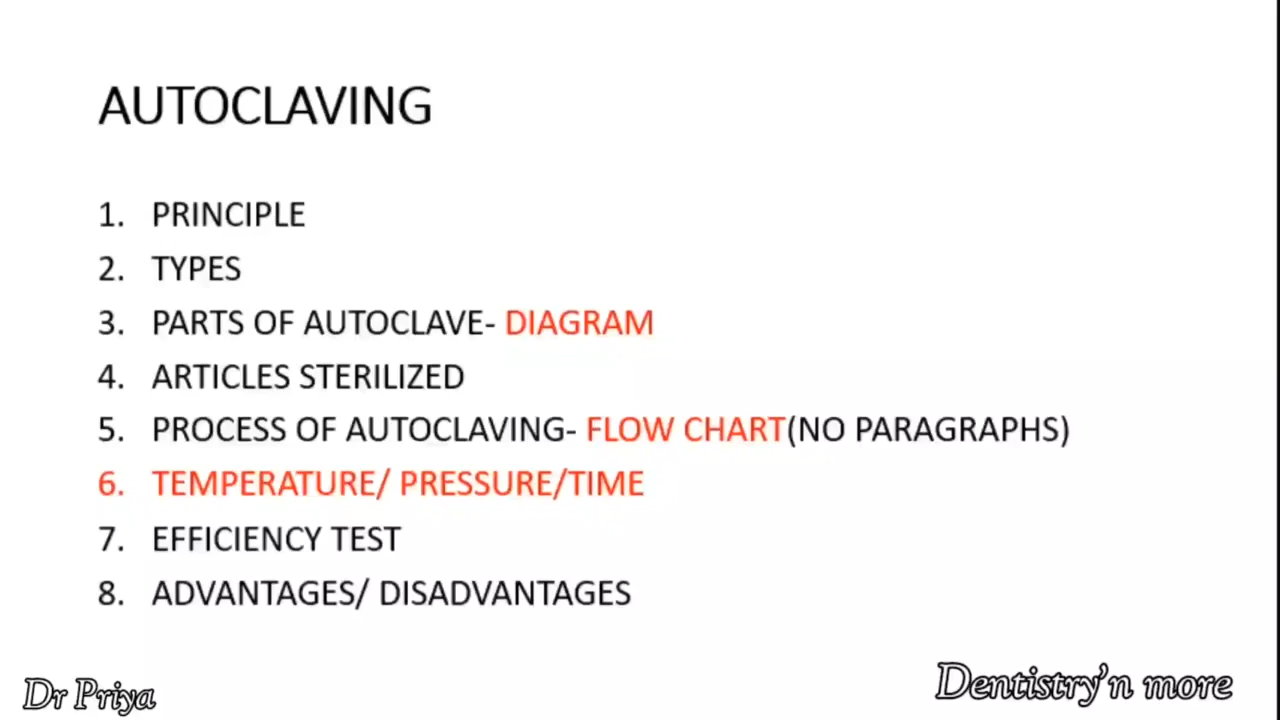 AUTOCLAVING
1. PRINCIPLE
2. TYPES
3. PARTS OF AUTOCLAVE- DIAGRAM
4. ARTICLES STERILIZED
5. PROCESS OF AUTOCLAVING- FLOW CHART(NO PARAGRAPHS)
6. TEMPERATURE/ PRESSURE/TIME
7. EFFICIENCY TEST
8. ADVANTAGES/ DISADVANTAGES
Dr Priya
Dentistry'n more